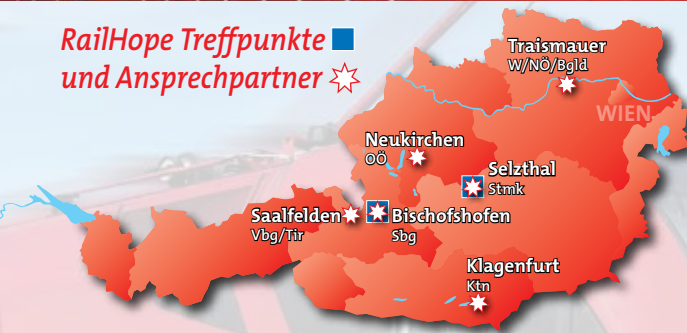 RailHope Treffpunkte
und Ansprechpartner
Traismauer
W/NÖ/Bgld
WIEN
Neukirchen
OÖ
Selzthal
Stmk
Saalfelden
Vbg/Tir
Bischofshofen
Sbg
Klagenfurt
Ktn